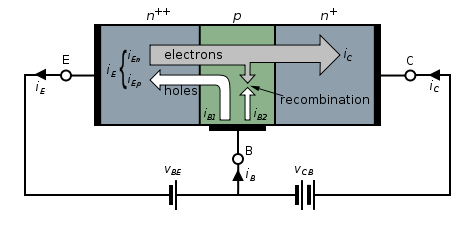 n++ p n+
E
C
iE { iEn
iEp
electrons
iC
holes
recombination
iB1
iB2
iE
iC
B
iB
vBE
vCB